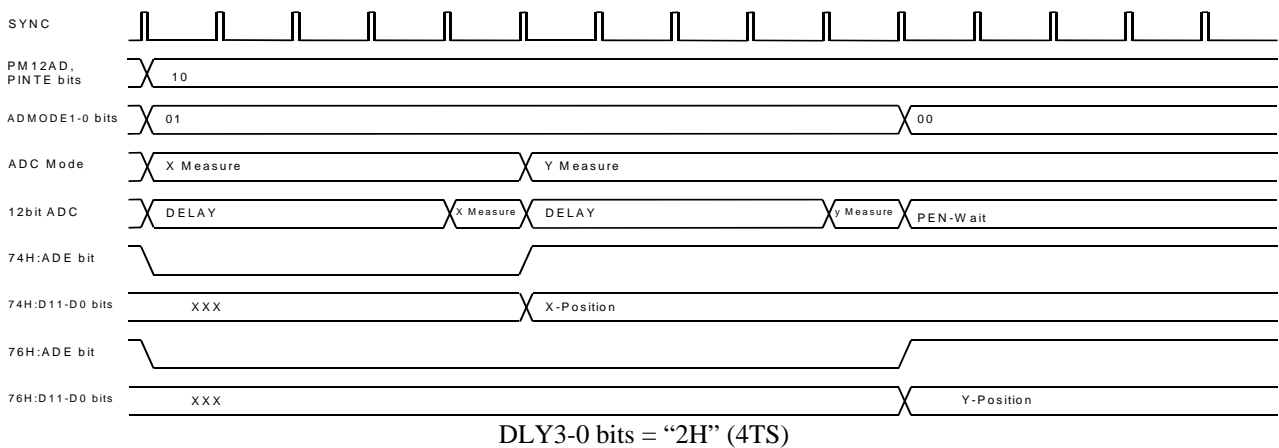 SYNC
PM12AD,
PINTE bits
10
ADMODE1-0 bits
01
00
ADC Mode
X Measure
Y Measure
12bit ADC
DELAY
X Measure
DELAY
y Measure
PEN-Wait
74H:ADE bit
74H:D11-D0 bits
XXX
X-Position
76H:ADE bit
76H:D11-D0 bits
XXX
Y-Position
DLY3-0 bits = “2H” (4TS)